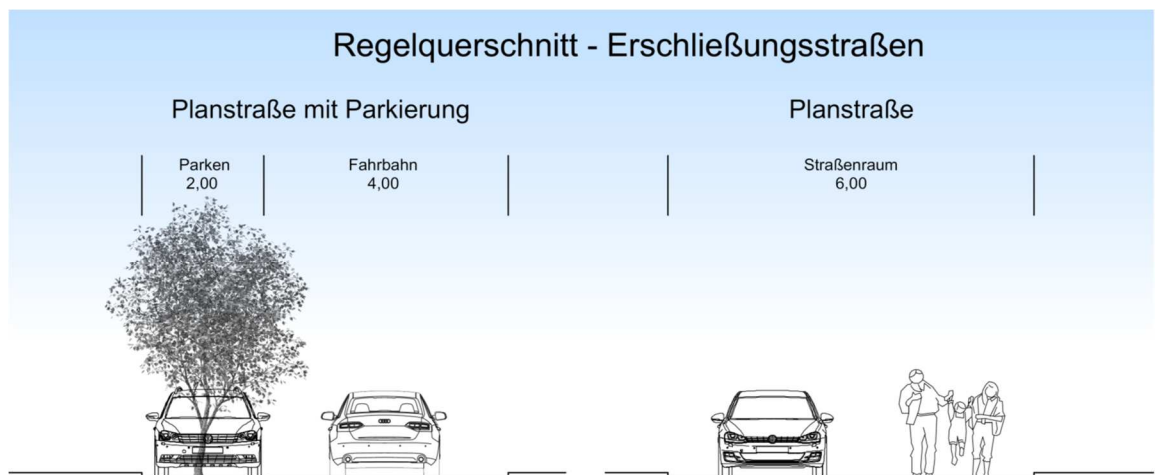 Regelquerschnitt - Erschließungsstraßen
Planstraße mit Parkierung
Planstraße
Parken
2,00
Fahrbahn
4,00
Straßenraum
6,00